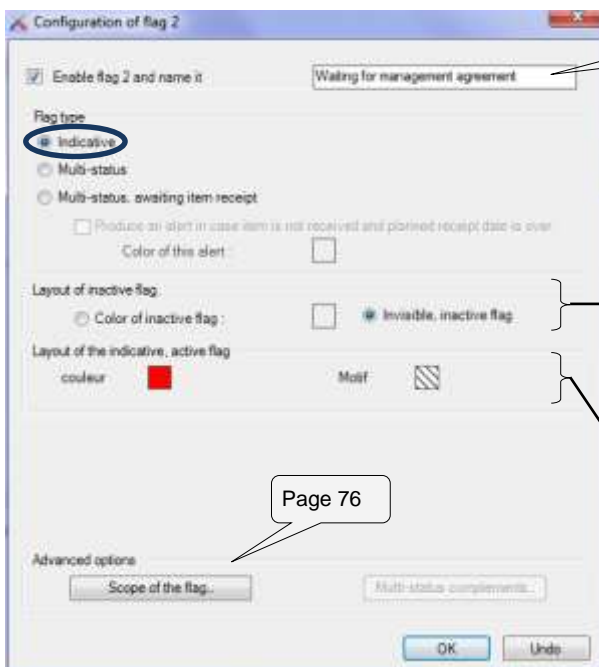 Configuration of flag 2
Enable flag 2 and name it
Waiting for management agreement
Flag type
Indicative
Multi-status
Multi-status, awaiting item receipt
Produce an alert in case item is not received and planned receipt date is over
Color of this alert :
Layout of inactive flag
Color of inactive flag :
Invisible, inactive flag
Layout of the indicative, active flag
couleur
Motif
Page 76
Advanced options
Scope of the flag..
Multi-status complements..
OK
Undo